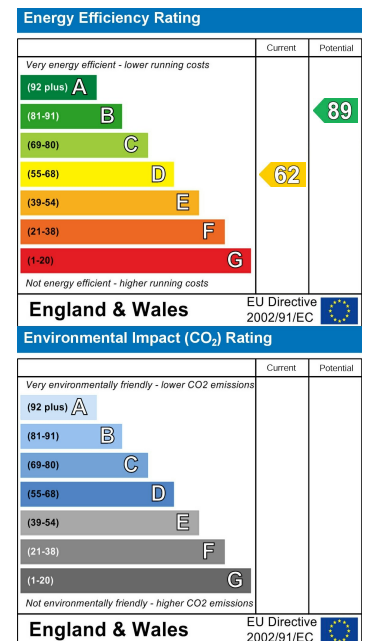 Energy Efficiency Rating
Current Potential
Very energy efficient - lower running costs
(92 plus) A
(81-91) B
89
(69-80) C
(55-68) D
62
(39-54) E
(21-38) F
(1-20) G
Not energy efficient - higher running costs
England & Wales
EU Directive
2002/91/EC
Environmental Impact (CO₂) Rating
Current Potential
Very environmentally friendly - lower CO2 emissions
(92 plus) A
(81-91) B
(69-80) C
(55-68) D
(39-54) E
(21-38) F
(1-20) G
Not environmentally friendly - higher CO2 emissions
England & Wales
EU Directive
2002/91/EC